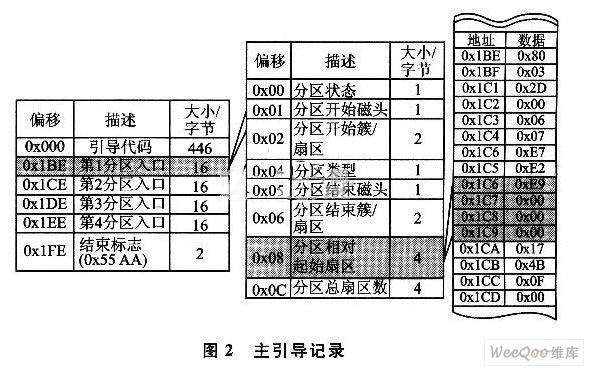 偏移 描述 大小/字节
0x000 引导代码 446
0x1BE 第1分区入口 16
0x1CE 第2分区入口 16
0x1DE 第3分区入口 16
0x1EE 第4分区入口 16
0x1FE 结束标志(0x55 AA) 2
偏移 描述 大小/字节
0x00 分区状态 1
0x01 分区开始磁头 1
0x02 分区开始簇/扇区 2
0x04 分区类型 1
0x05 分区结束磁头 1
0x06 分区结束簇/扇区 2
0x08 分区相对起始扇区 4
0x0C 分区总扇区数 4
地址 数据
0x1BE 0x80
0x1BF 0x03
0x1C1 0x2D
0x1C2 0x00
0x1C3 0x06
0x1C4 0x07
0x1C6 0xE7
0x1C5 0xE2
0x1C6 0xE9
0x1C7 0x00
0x1C8 0x00
0x1C9 0x00
0x1CA 0x17
0x1CB 0x4B
0x1CC 0x0F
0x1CD 0x00
图 2 主引导记录
WeeQoo维库